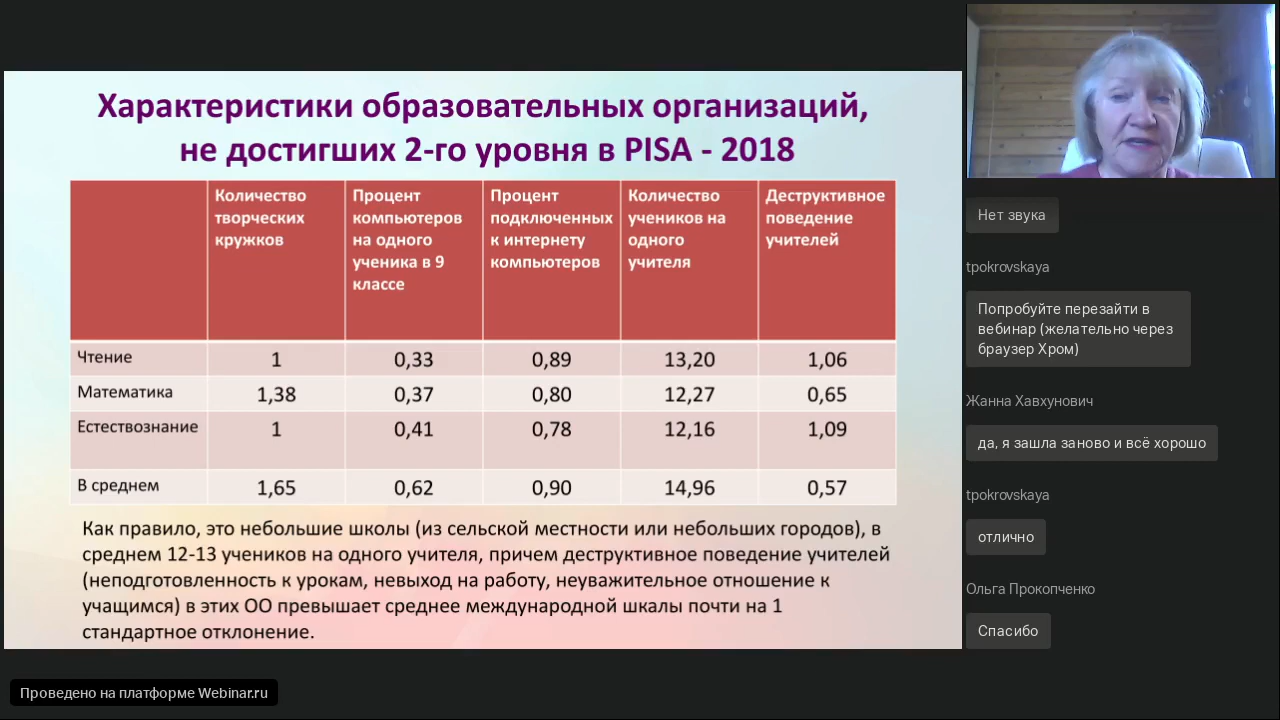 Характеристики образовательных организаций,
не достигших 2-го уровня в PISA - 2018
Количество
творческих
кружков
Процент
компьютеров
на одного
ученика в 9
классе
Процент
подключенных
к интернету
компьютеров
Количество
учеников на
одного
учителя
Деструктивное
поведение
учителей
Чтение 1 0,33 0,89 13,20 1,06
Математика 1,38 0,37 0,80 12,27 0,65
Естествознание 1 0,41 0,78 12,16 1,09
В среднем 1,65 0,62 0,90 14,96 0,57
Как правило, это небольшие школы (из сельской местности или небольших городов), в
среднем 12-13 учеников на одного учителя, причем деструктивное поведение учителей
(неподготовленность к урокам, невыход на работу, неуважительное отношение к
учащимся) в этих ОО превышает среднее международной шкалы почти на 1
стандартное отклонение.
Нет звука
tpokrovskaya
Попробуйте перезайти в
вебинар (желательно через
браузер Хром)
Жанна Хавхунович
да, я зашла заново и всё хорошо
tpokrovskaya
отлично
Ольга Прокопченко
Спасибо
Проведено на платформе Webinar.ru